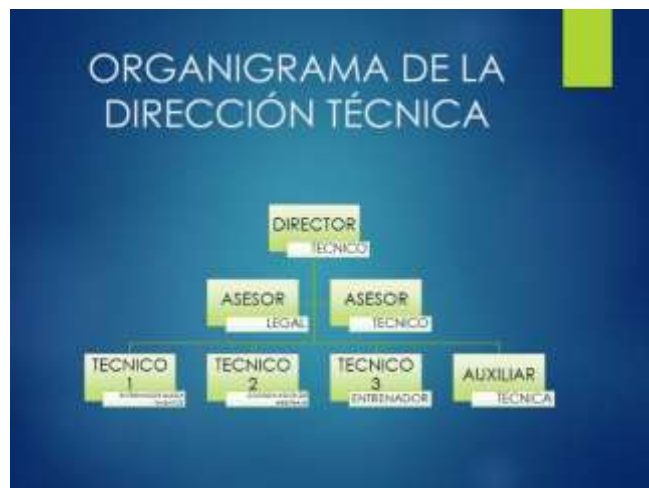 ORGANIGRAMA DE LA
DIRECCIÓN TÉCNICA
DIRECTOR
TECNICO
ASESOR
LEGAL
ASESOR
TECNICO
TECNICO
1
TECNICO
2
TECNICO
3
ENTRENADOR
AUXILIAR
TECNICA